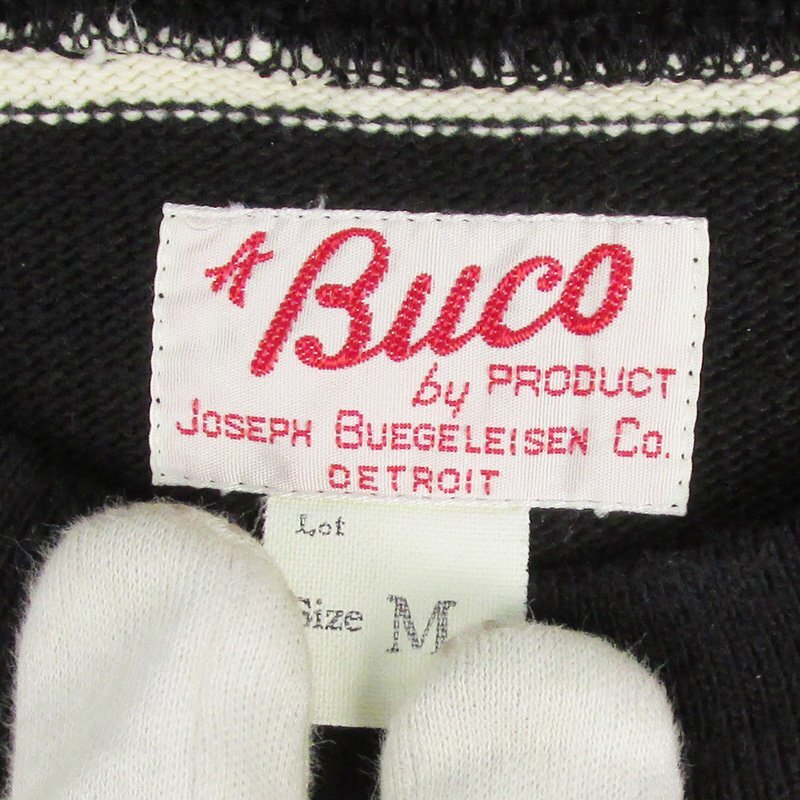 A Buco
by PRODUCT
JOSEPH BUEGELEISEN CO.
DETROIT
Lot
Size M